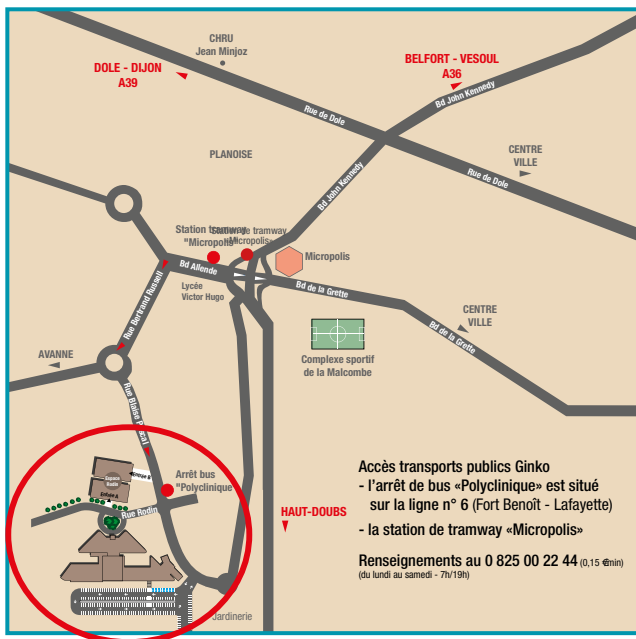 CHRU
Jean Minjoz
DOLE - DIJON
A39
BELFORT - VESOUL
A36
Bd John Kennedy
Rue de Dole
PLANOISE
CENTRE
VILLE
Rue de Dole
Bd John Kennedy
Station tramway
"Micropolis"
Station de tramway
«Micropolis»
Micropolis
Bd Allende
Bd de la Grette
Lycée
Victor Hugo
Rue Bertrand Russell
CENTRE
VILLE
Bd de la Grette
AVANNE
Complexe sportif
de la Malcombe
Rue Blaise Pascal
Espace
Rodin
Entrée B
Entrée A
Arrêt bus
"Polyclinique
Rue Rodin
HAUT-DOUBS
Jardinerie
Accès transports publics Ginko
- l'arrêt de bus «Polyclinique» est situé
sur la ligne n° 6 (Fort Benoît - Lafayette)
- la station de tramway «Micropolis»
Renseignements au 0 825 00 22 44 (0,15 €min)
(du lundi au samedi - 7h/19h)